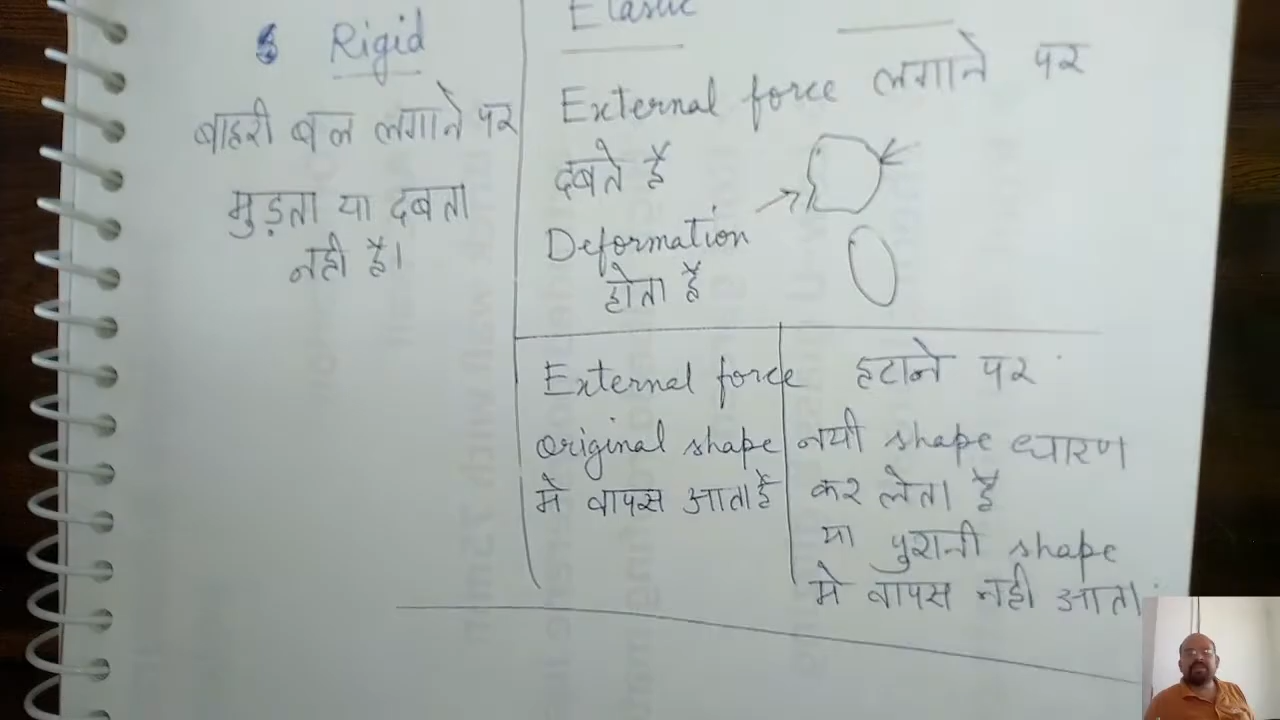 Rigid
बाहरी बल लगाने पर
मुड़ता या दबता
नही है।
Elastic
External force लगाने पर
दबते है
Deformation
होता है
External force हटाने पर
original shape
मे वापस आता है
नयी shape धारण
कर लेता है
या पुरानी shape
मे वापस नही आता